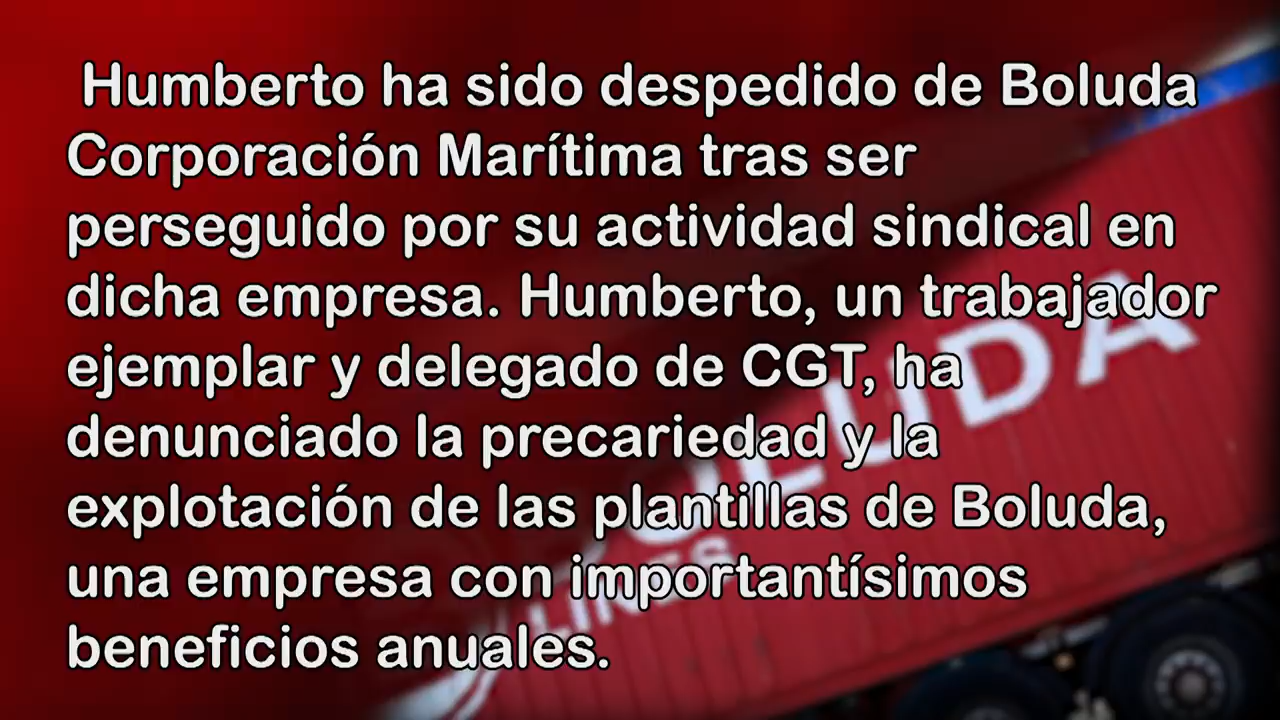 Humberto ha sido despedido de Boluda
Corporación Marítima tras ser
perseguido por su actividad sindical en
dicha empresa. Humberto, un trabajador
ejemplar y delegado de CGT, ha
denunciado la precariedad y la
explotación de las plantillas de Boluda,
una empresa con importantísimos
beneficios anuales.
BOLUDA
LINES